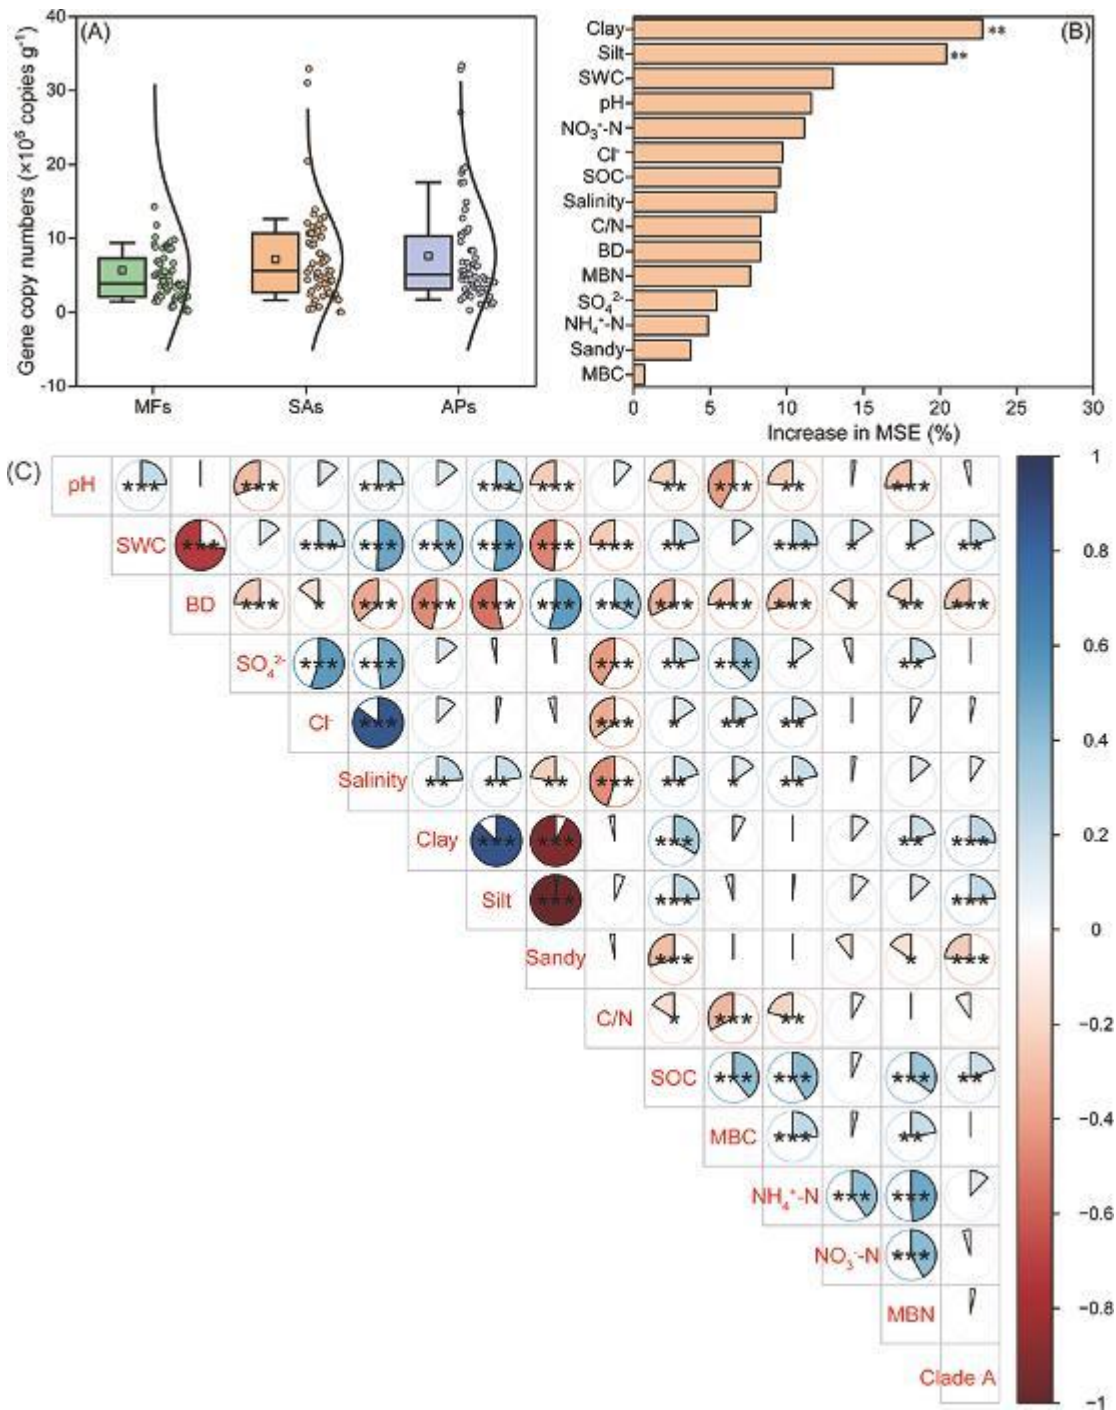 (A)
Gene copy numbers (×10⁵ copies g⁻¹)
40
30
20
10
0
-10
MFs SAs APs
(B)
Clay **
Silt **
SWC
pH
NO₃⁻-N
Cl⁻
SOC
Salinity
C/N
BD
MBN
SO₄²⁻
NH₄⁺-N
Sandy
MBC
0 5 10 15 20 25 30
Increase in MSE (%)
(C)
pH *** *** *** *** *** ** *** ** ***
SWC *** *** *** *** *** *** *** ** *** * * **
BD *** * *** *** *** *** *** *** *** *** * ** ***
SO₄²⁻ *** *** *** ** *** * **
Cl⁻ *** *** * ** **
Salinity ** ** ** *** ** * **
Clay *** *** *** ** ***
Silt *** *** ***
Sandy *** * ***
C/N * *** **
SOC *** *** *** **
MBC *** **
NH₄⁺-N *** ***
NO₃⁻-N ***
MBN
Clade A
1
0.8
0.6
0.4
0.2
0
−0.2
−0.4
−0.6
−0.8
−1